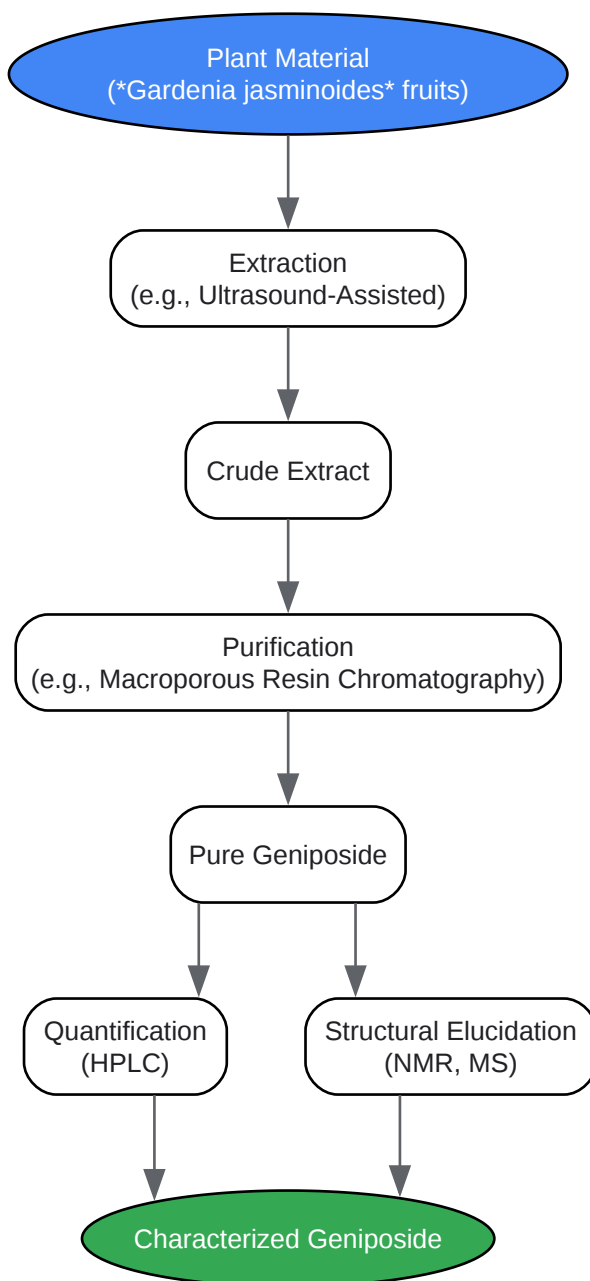 Plant Material
(*Gardenia jasminoides* fruits)
Extraction
(e.g., Ultrasound-Assisted)
Crude Extract
Purification
(e.g., Macroporous Resin Chromatography)
Pure Geniposide
Quantification
(HPLC)
Structural Elucidation
(NMR, MS)
Characterized Geniposide